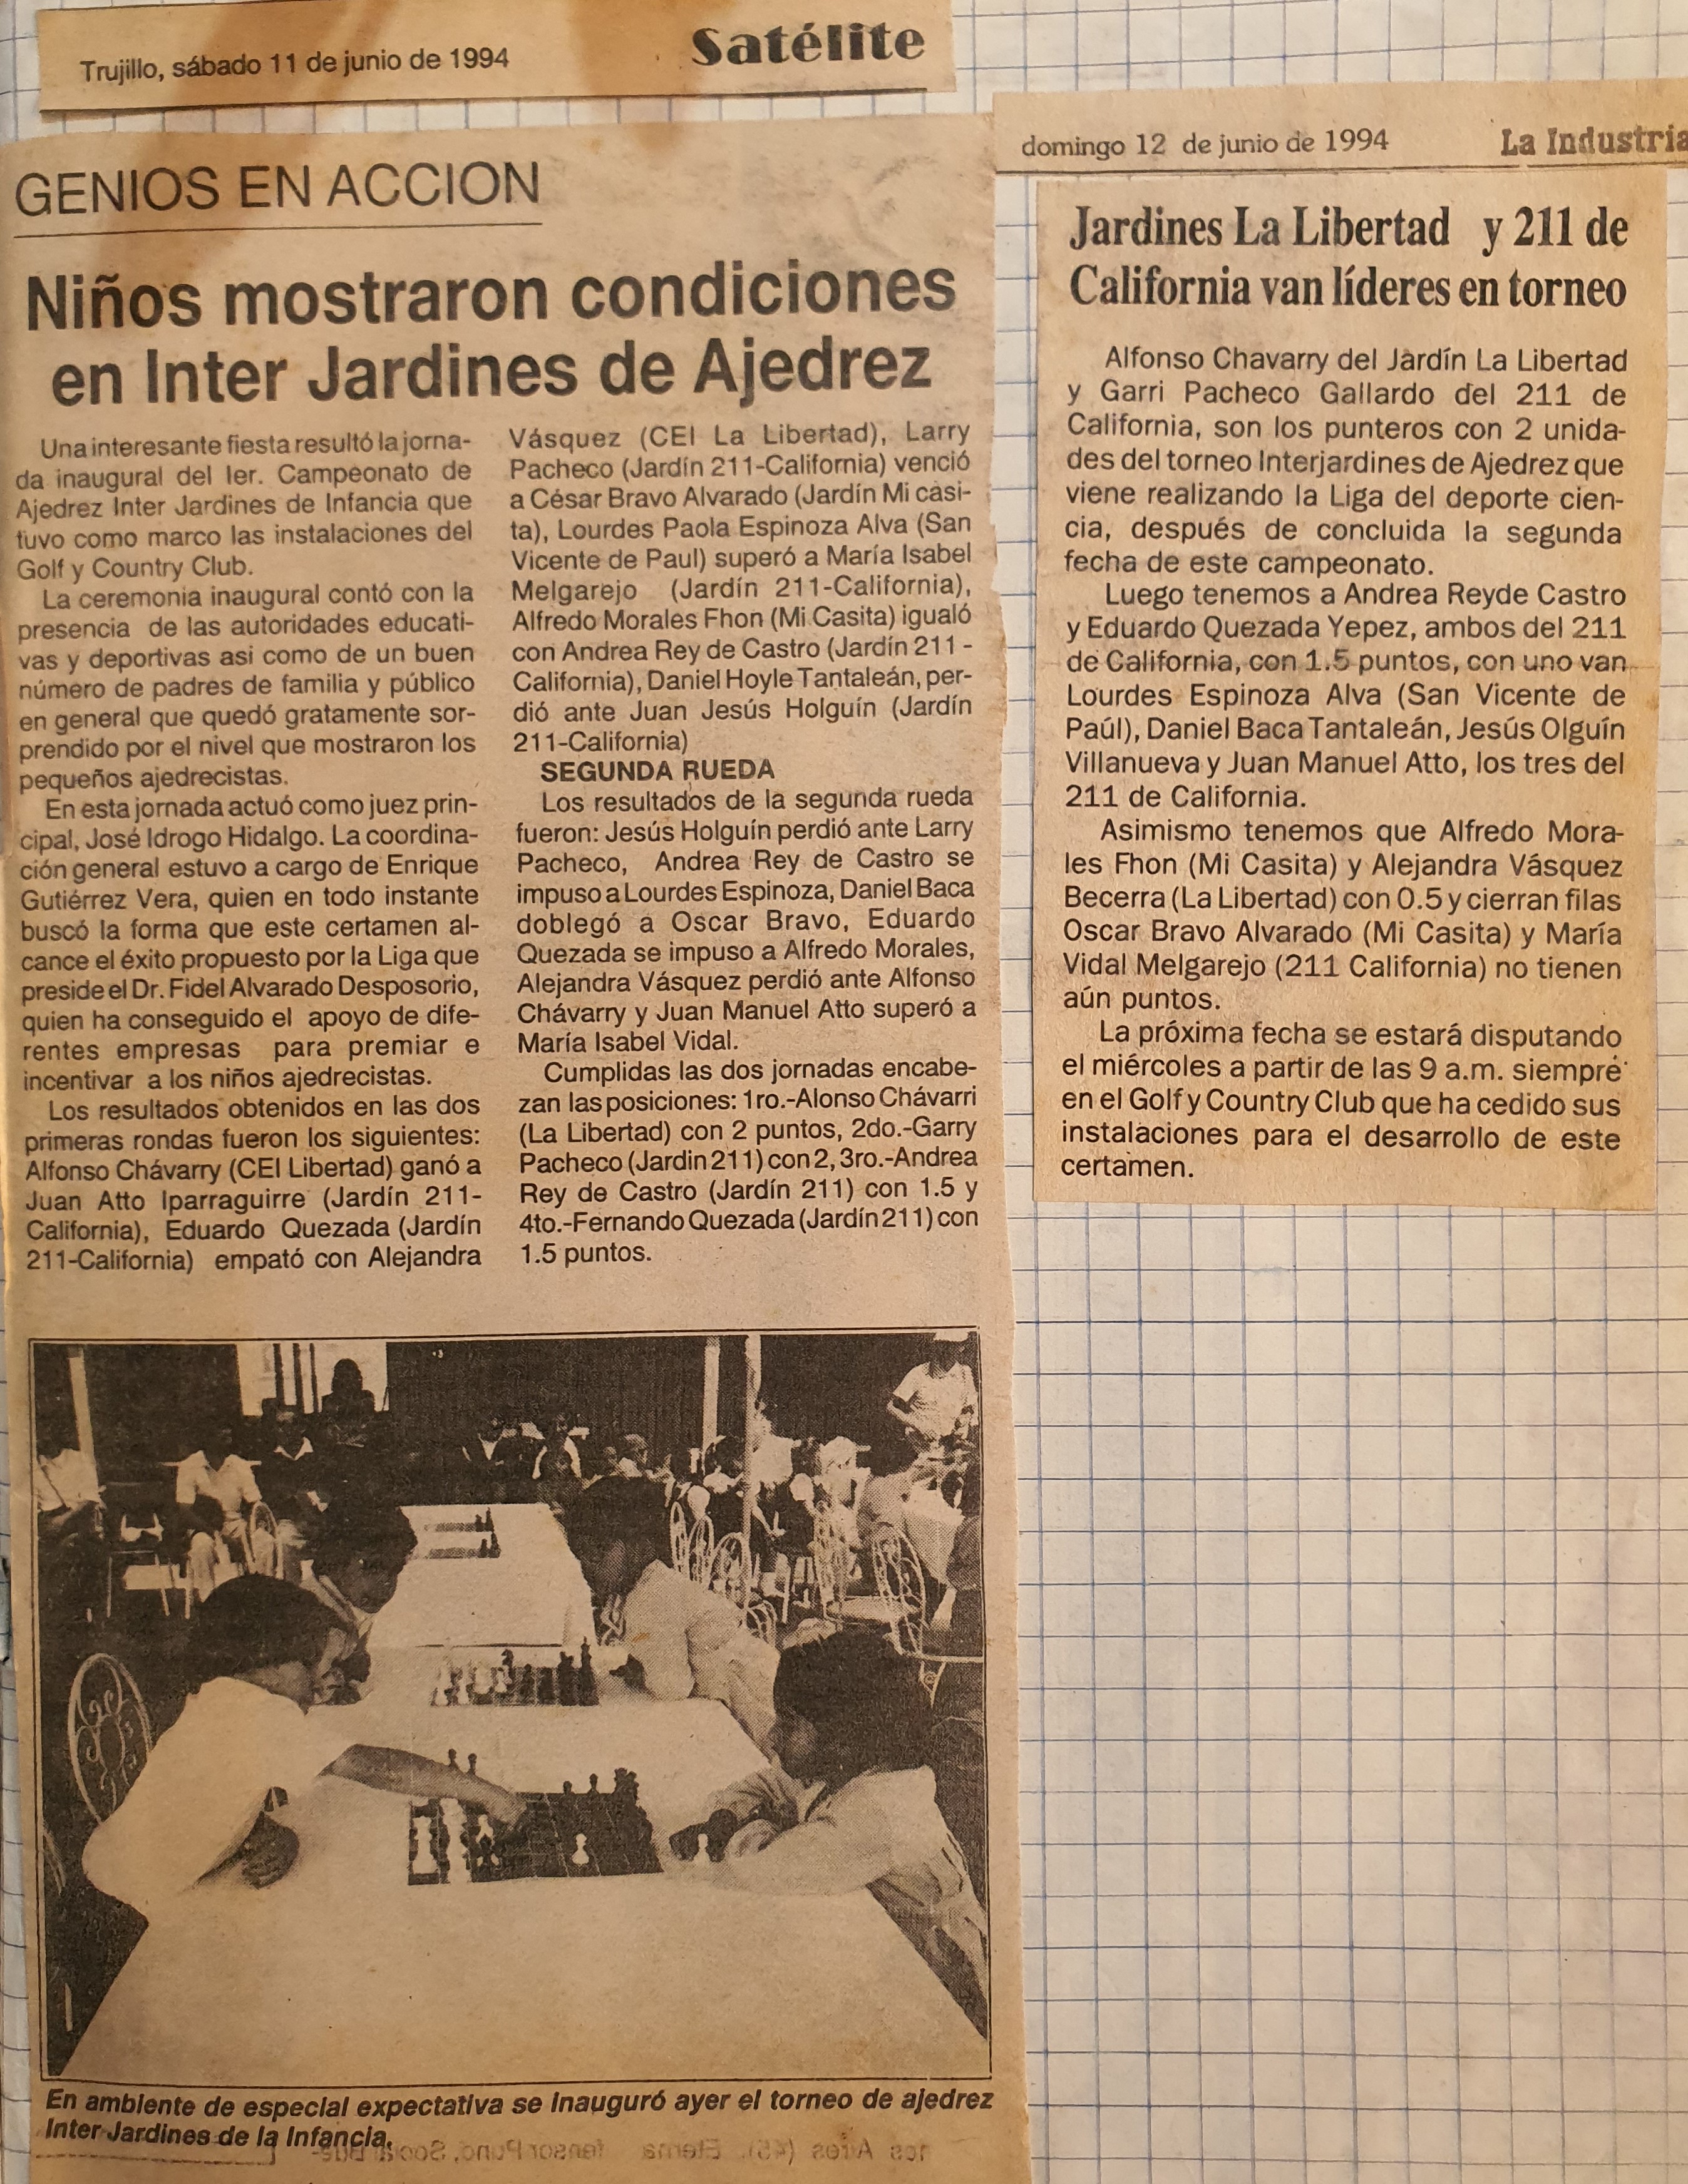 Trujillo, sábado 11 de junio de 1994
Satélite
GENIOS EN ACCION
Niños mostraron condiciones
en Inter Jardines de Ajedrez
Una interesante fiesta resultó la jorna-
da inaugural del Ier. Campeonato de
Ajedrez Inter Jardines de Infancia que
tuvo como marco las instalaciones del
Golf y Country Club.
La ceremonia inaugural contó con la
presencia de las autoridades educati-
vas y deportivas asi como de un buen
número de padres de familia y público
en general que quedó gratamente sor-
prendido por el nivel que mostraron los
pequeños ajedrecistas.
En esta jornada actuó como juez prin-
cipal, José Idrogo Hidalgo. La coordina-
ción general estuvo a cargo de Enrique
Gutiérrez Vera, quien en todo instante
buscó la forma que este certamen al-
cance el éxito propuesto por la Liga que
preside el Dr. Fidel Alvarado Desposorio,
quien ha conseguido el apoyo de dife-
rentes empresas para premiar e
incentivar a los niños ajedrecistas.
Los resultados obtenidos en las dos
primeras rondas fueron los siguientes:
Alfonso Chávarry (CEI Libertad) ganó a
Juan Atto Iparraguirre (Jardín 211-
California), Eduardo Quezada (Jardín
211-California) empató con Alejandra
Vásquez (CEI La Libertad), Larry
Pacheco (Jardín 211-California) venció
a César Bravo Alvarado (Jardín Mi casi-
ta), Lourdes Paola Espinoza Alva (San
Vicente de Paul) superó a María Isabel
Melgarejo (Jardín 211-California),
Alfredo Morales Fhon (Mi Casita) igualó
con Andrea Rey de Castro (Jardín 211 -
California), Daniel Hoyle Tantaleán, per-
dió ante Juan Jesús Holguín (Jardín
211-California)
SEGUNDA RUEDA
Los resultados de la segunda rueda
fueron: Jesús Holguín perdió ante Larry
Pacheco, Andrea Rey de Castro se
impuso a Lourdes Espinoza, Daniel Baca
doblegó a Oscar Bravo, Eduardo
Quezada se impuso a Alfredo Morales,
Alejandra Vásquez perdió ante Alfonso
Chávarry y Juan Manuel Atto superó a
María Isabel Vidal.
Cumplidas las dos jornadas encabe-
zan las posiciones: 1ro.-Alonso Chávarri
(La Libertad) con 2 puntos, 2do.-Garry
Pacheco (Jardin 211) con 2, 3ro.-Andrea
Rey de Castro (Jardín 211) con 1.5 y
4to.-Fernando Quezada (Jardín 211) con
1.5 puntos.
En ambiente de especial expectativa se inauguró ayer el torneo de ajedrez
Inter Jardines de la Infancia.
domingo 12 de junio de 1994
La Industria
Jardines La Libertad y 211 de
California van líderes en torneo
Alfonso Chavarry del Jardín La Libertad
y Garri Pacheco Gallardo del 211 de
California, son los punteros con 2 unida-
des del torneo Interjardines de Ajedrez que
viene realizando la Liga del deporte cien-
cia, después de concluida la segunda
fecha de este campeonato.
Luego tenemos a Andrea Reyde Castro
y Eduardo Quezada Yepez, ambos del 211
de California, con 1.5 puntos, con uno van
Lourdes Espinoza Alva (San Vicente de
Paúl), Daniel Baca Tantaleán, Jesús Olguín
Villanueva y Juan Manuel Atto, los tres del
211 de California.
Asimismo tenemos que Alfredo Mora-
les Fhon (Mi Casita) y Alejandra Vásquez
Becerra (La Libertad) con 0.5 y cierran filas
Oscar Bravo Alvarado (Mi Casita) y María
Vidal Melgarejo (211 California) no tienen
aún puntos.
La próxima fecha se estará disputando
el miércoles a partir de las 9 a.m. siempre
en el Golf y Country Club que ha cedido sus
instalaciones para el desarrollo de este
certamen.